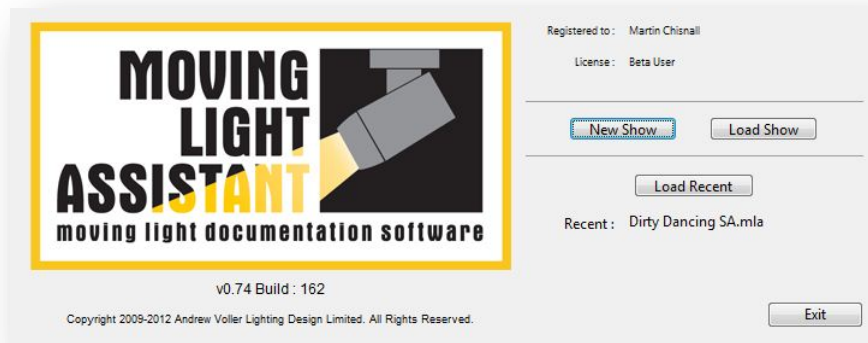 MOVING
LIGHT
ASSISTANT
moving light documentation software
v0.74 Build : 162
Copyright 2009-2012 Andrew Voller Lighting Design Limited. All Rights Reserved.
Registered to : Martin Chisnall
License : Beta User
New Show Load Show
Load Recent
Recent : Dirty Dancing SA.mla
Exit